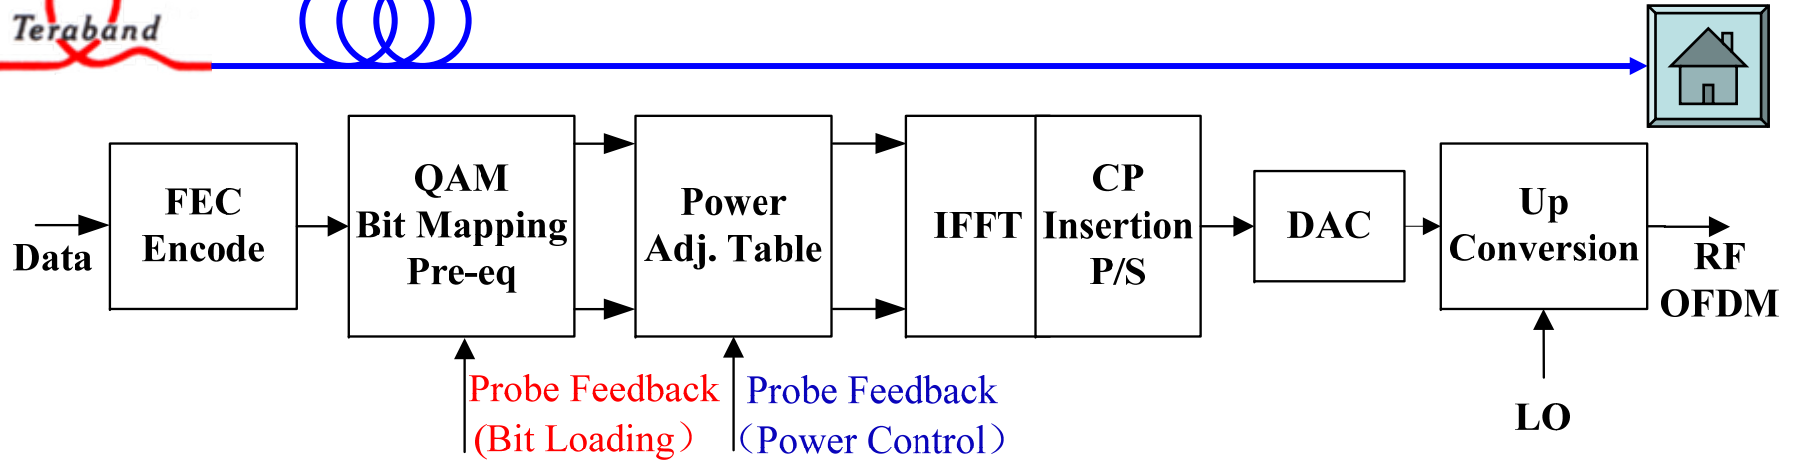 Teraband
FEC
Encode
Data
QAM
Bit Mapping
Pre-eq
Power
Adj. Table
IFFT
CP
Insertion
P/S
DAC
Up
Conversion
RF
OFDM
LO
Probe Feedback
(Bit Loading）
Probe Feedback
（Power Control）